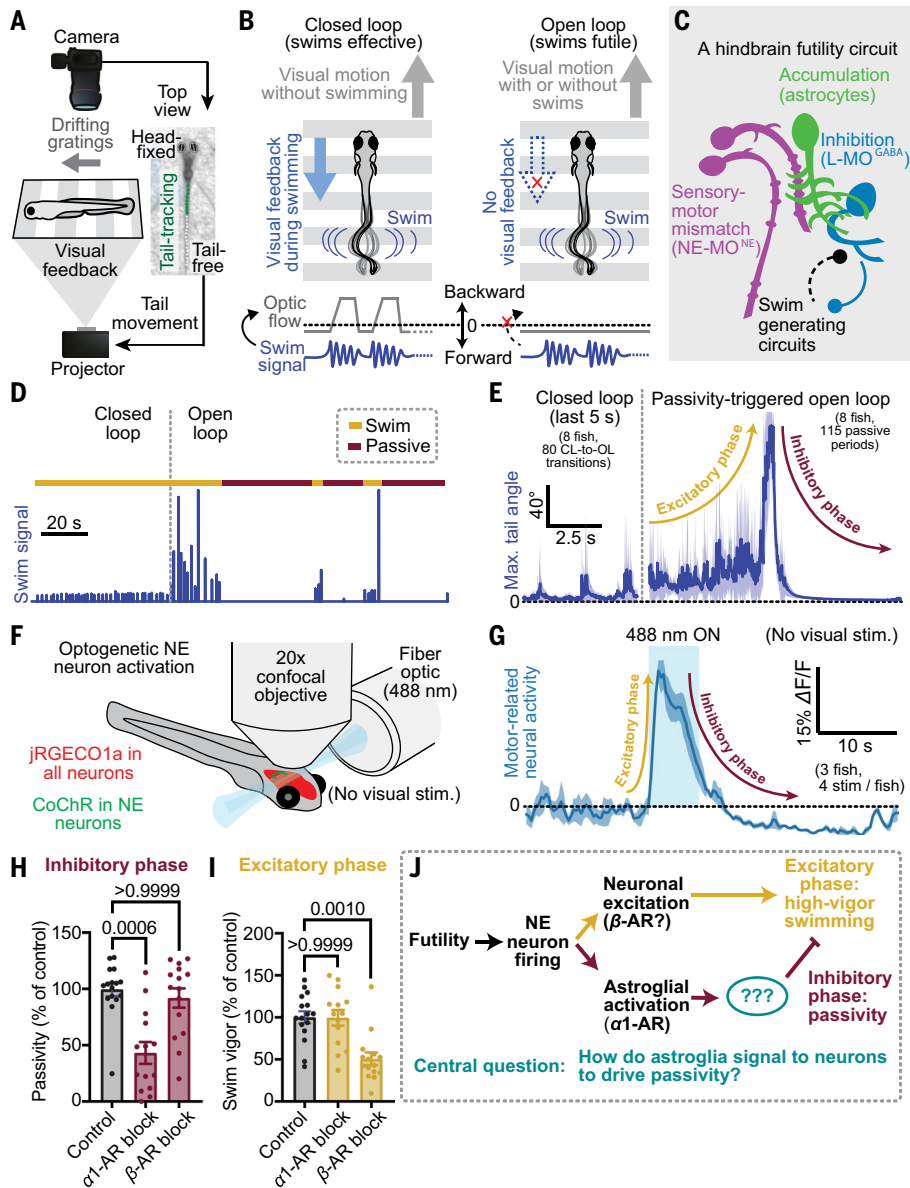 A
Camera
Top view
Drifting gratings
Head-fixed
Tail-tracking
Tail-free
Visual feedback
Tail movement
Projector
B
Closed loop (swims effective)
Visual motion without swimming
Visual feedback during swimming
Swim
Open loop (swims futile)
Visual motion with or without swims
No visual feedback
x
Swim
Optic flow
Swim signal
Backward
0
Forward
x
C
A hindbrain futility circuit
Accumulation (astrocytes)
Inhibition (L-MO^GABA)
Sensory-motor mismatch (NE-MO^NE)
Swim generating circuits
D
Closed loop
Open loop
Swim
Passive
20 s
Swim signal
E
Closed loop (last 5 s)
(8 fish, 80 CL-to-OL transitions)
Passivity-triggered open loop
(8 fish, 115 passive periods)
Excitatory phase
Inhibitory phase
40°
2.5 s
Max. tail angle
0
F
Optogenetic NE neuron activation
20x confocal objective
Fiber optic (488 nm)
jRGECO1a in all neurons
CoChR in NE neurons
(No visual stim.)
G
488 nm ON
(No visual stim.)
Excitatory phase
Inhibitory phase
15% ΔF/F
10 s
(3 fish, 4 stim / fish)
Motor-related neural activity
0
H
Inhibitory phase
>0.9999
0.0006
Passivity (% of control)
150
100
50
0
Control
α1-AR block
β-AR block
I
Excitatory phase
0.0010
>0.9999
Swim vigor (% of control)
200
150
100
50
0
Control
α1-AR block
β-AR block
J
Futility
NE neuron firing
Neuronal excitation (β-AR?)
Excitatory phase: high-vigor swimming
Astroglial activation (α1-AR)
???
Inhibitory phase: passivity
Central question: How do astroglia signal to neurons to drive passivity?